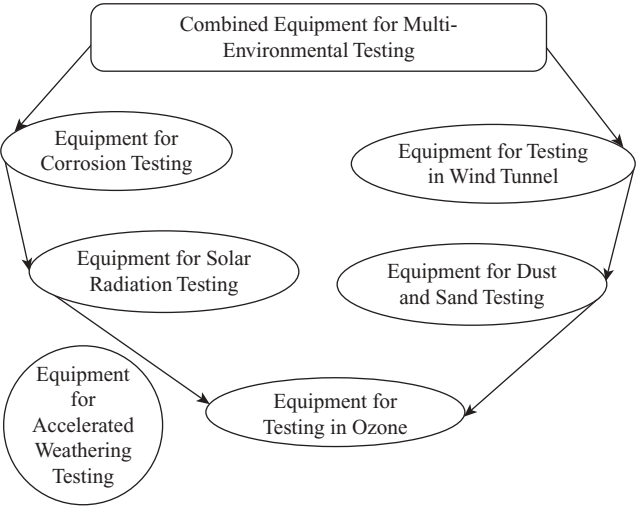 Combined Equipment for Multi-
Environmental Testing
Equipment for
Corrosion Testing
Equipment for Testing
in Wind Tunnel
Equipment for Solar
Radiation Testing
Equipment for Dust
and Sand Testing
Equipment
for
Accelerated
Weathering
Testing
Equipment for
Testing in Ozone